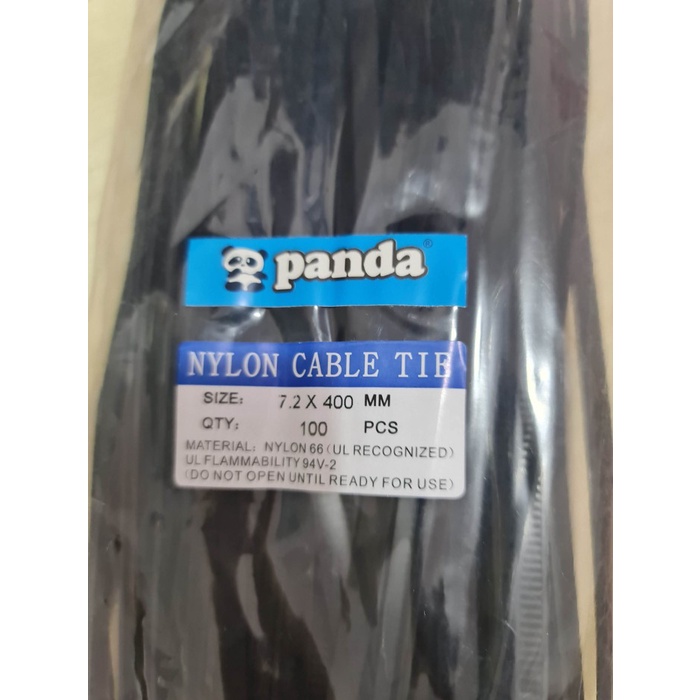 panda®
NYLON CABLE TIE
SIZE: 7.2 X 400 MM
QTY: 100 PCS
MATERIAL: NYLON 66 (UL RECOGNIZED)
UL FLAMMABILITY 94V-2
(DO NOT OPEN UNTIL READY FOR USE)